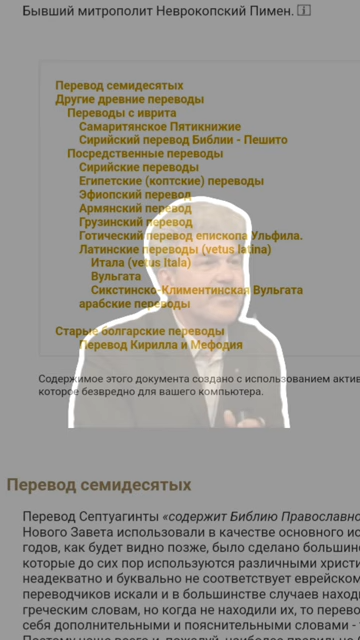 Бывший митрополит Неврокопский Пимен. i
Перевод семидесятых
Другие древние переводы
Переводы с иврита
Самаритянское Пятикнижие
Сирийский перевод Библии - Пешито
Посредственные переводы
Сирийские переводы
Египетские (коптские) переводы
Эфиопский перевод
Армянский перевод
Грузинский перевод
Готический перевод епископа Ульфила.
Латинские переводы (vetus latina)
Итала (vetus Itala)
Вульгата
Сикстинско-Климентинская Вульгата
арабские переводы
Старые болгарские переводы
Перевод Кирилла и Мефодия
Содержимое этого документа создано с использованием актив
которое безвредно для вашего компьютера.
Перевод семидесятых
Перевод Септуагинты «содержит Библию Православно
Нового Завета использовали в качестве основного ис
годов, как будет видно позже, было сделано большин
которые до сих пор используются различными христи
неадекватно и буквально не соответствует еврейском
переводчиков искали и в большинстве случаев наход
греческим словам, но когда не находили их, то перево
себя дополнительными и пояснительными словами -